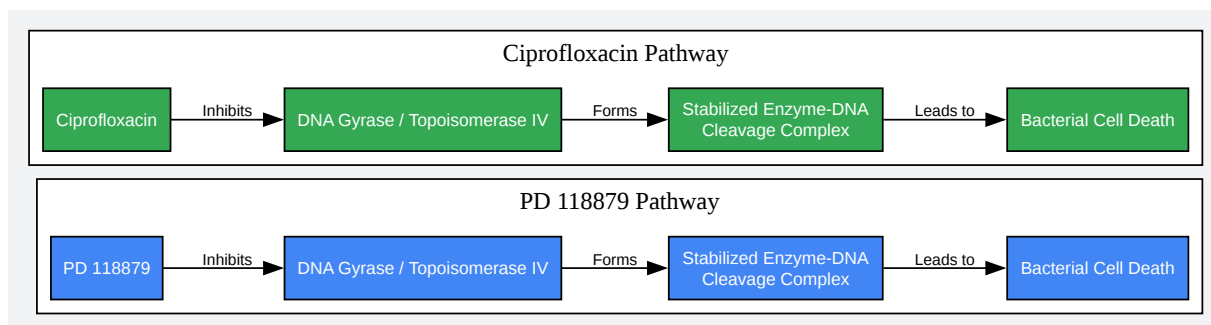 Ciprofloxacin Pathway
Ciprofloxacin
Inhibits
DNA Gyrase / Topoisomerase IV
Forms
Stabilized Enzyme-DNA
Cleavage Complex
Leads to
Bacterial Cell Death
PD 118879 Pathway
PD 118879
Inhibits
DNA Gyrase / Topoisomerase IV
Forms
Stabilized Enzyme-DNA
Cleavage Complex
Leads to
Bacterial Cell Death